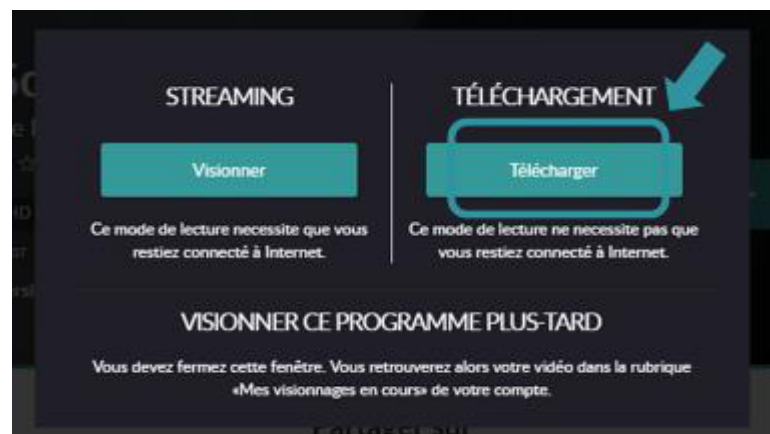 STREAMING
Visionner
Ce mode de lecture necessite que vous
restiez connecté à Internet.
TÉLÉCHARGEMENT
Télécharger
Ce mode de lecture ne necessite pas que
vous restiez connecté à Internet.
VISIONNER CE PROGRAMME PLUS-TARD
Vous devez fermez cette fenêtre. Vous retrouverez alors votre vidéo dans la rubrique
«Mes visionnages en cours» de votre compte.